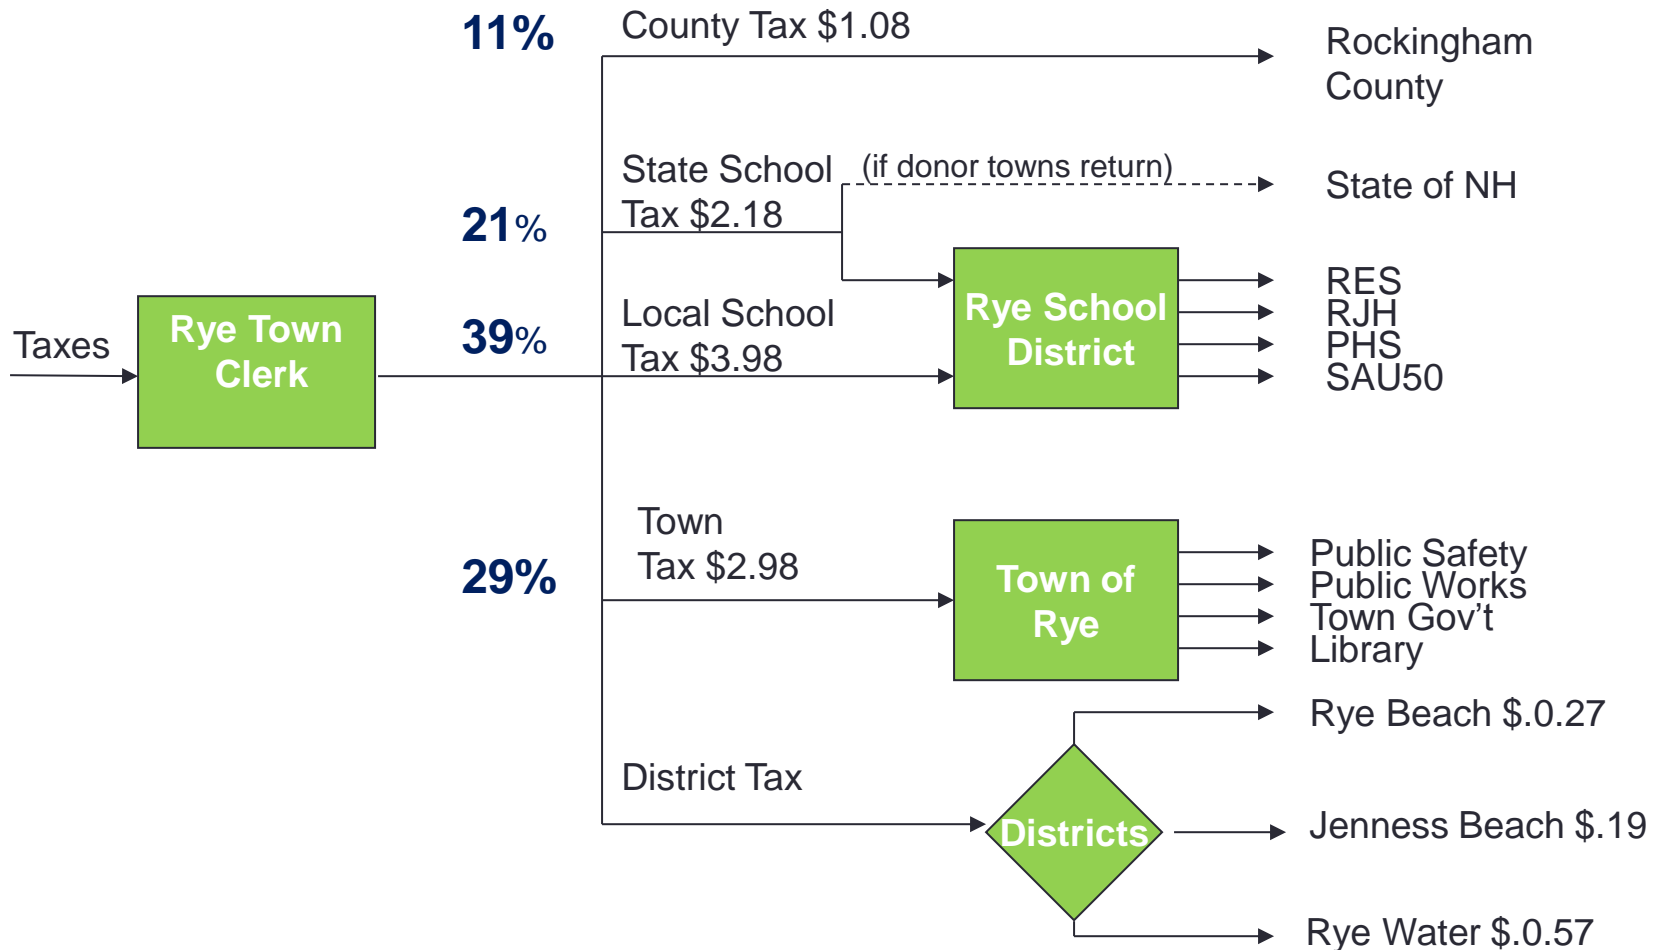 11%
County Tax $1.08
Rockingham
County
State School
Tax $2.18
(if donor towns return)
State of NH
21%
Taxes
Rye Town
Clerk
39%
Local School
Tax $3.98
Rye School
District
RES
RJH
PHS
SAU50
29%
Town
Tax $2.98
Town of
Rye
Public Safety
Public Works
Town Gov’t
Library
District Tax
Districts
Rye Beach $.0.27
Jenness Beach $.19
Rye Water $.0.57